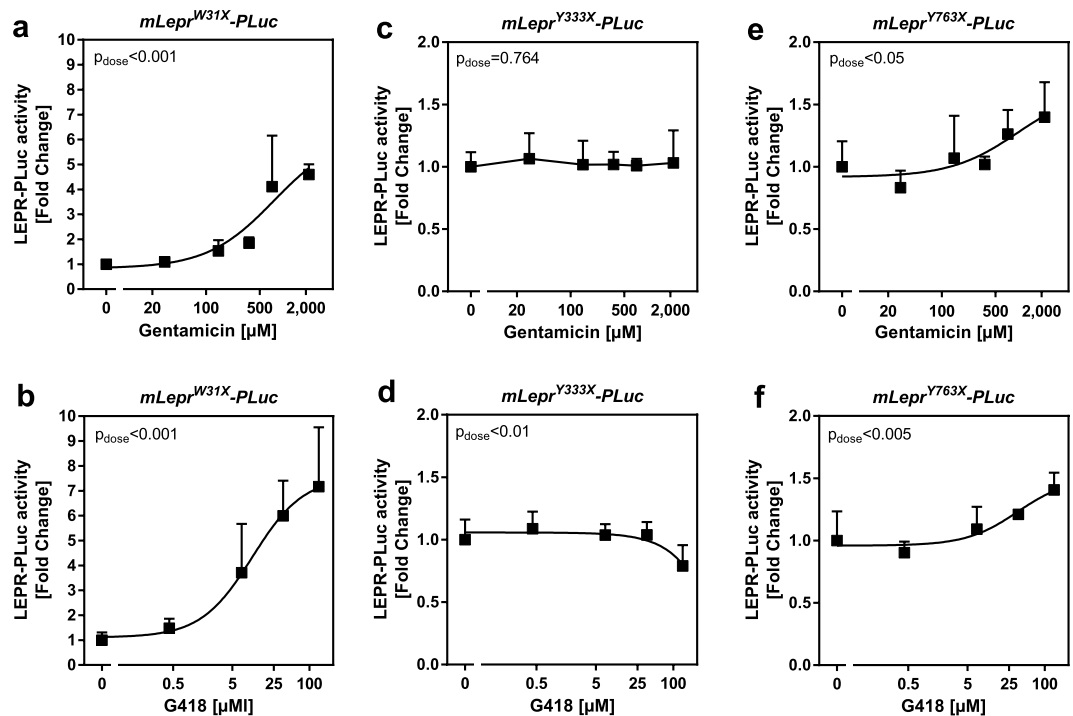 a
mLepr^W31X-PLuc
p_dose<0.001
LEPR-PLuc activity
[Fold Change]
10
9
8
7
6
5
4
3
2
1
0
0 20 100 500 2,000
Gentamicin [µM]
c
mLepr^Y333X-PLuc
p_dose=0.764
LEPR-PLuc activity
[Fold Change]
2.0
1.5
1.0
0.5
0.0
0 20 100 500 2,000
Gentamicin [µM]
e
mLepr^Y763X-PLuc
p_dose<0.05
LEPR-PLuc activity
[Fold Change]
2.0
1.5
1.0
0.5
0.0
0 20 100 500 2,000
Gentamicin [µM]
b
mLepr^W31X-PLuc
p_dose<0.001
LEPR-PLuc activity
[Fold Change]
10
9
8
7
6
5
4
3
2
1
0
0 0.5 5 25 100
G418 [µMl]
d
mLepr^Y333X-PLuc
p_dose<0.01
LEPR-PLuc activity
[Fold Change]
2.0
1.5
1.0
0.5
0.0
0 0.5 5 25 100
G418 [µM]
f
mLepr^Y763X-PLuc
p_dose<0.005
LEPR-PLuc activity
[Fold Change]
2.0
1.5
1.0
0.5
0.0
0 0.5 5 25 100
G418 [µM]